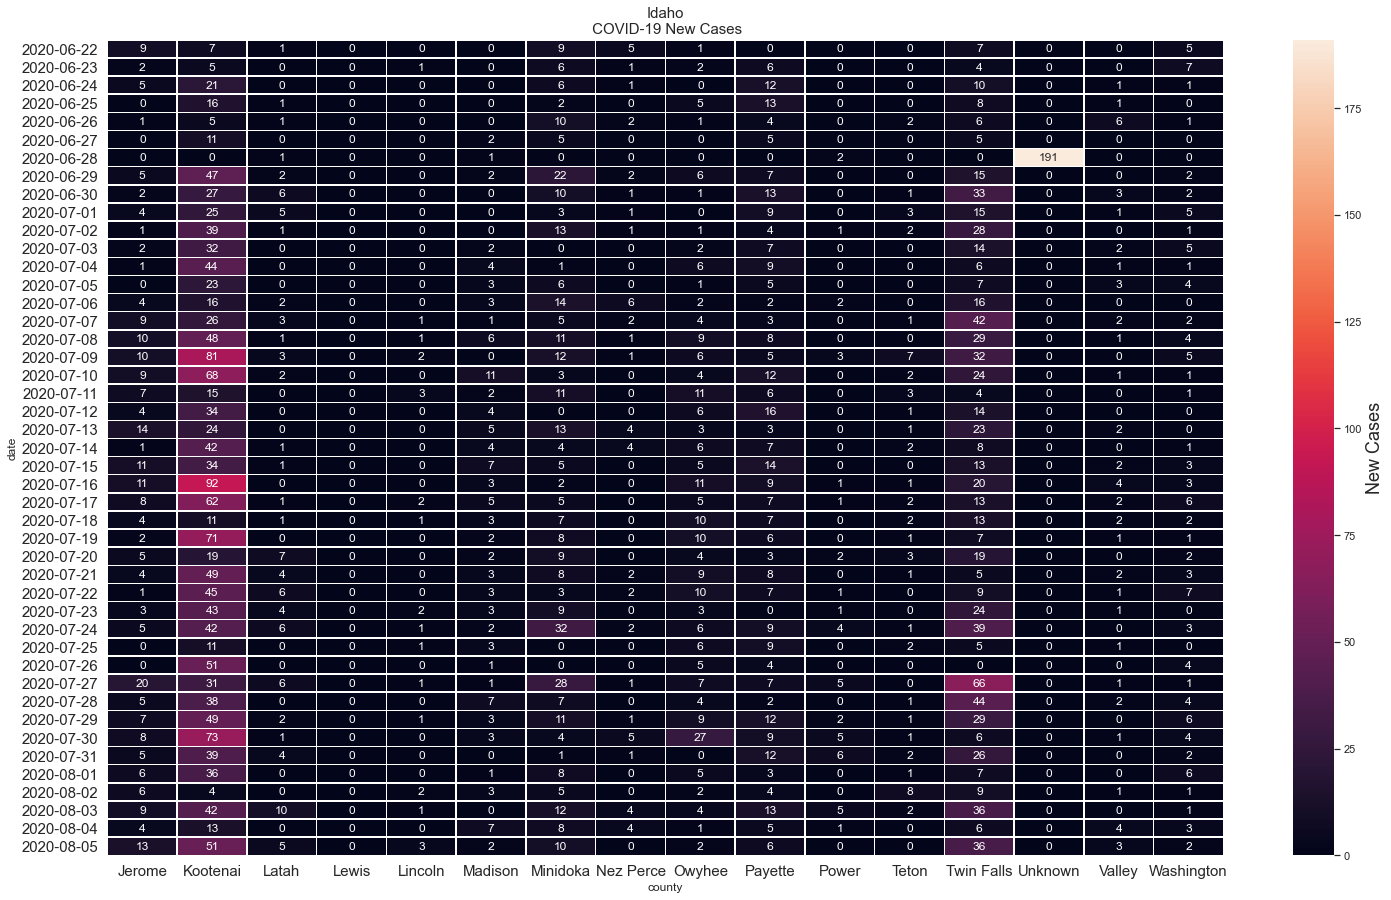 Idaho
COVID-19 New Cases
2020-06-22 9 7 1 0 0 0 9 5 1 0 0 0 7 0 0 5
2020-06-23 2 5 0 0 1 0 6 1 2 6 0 0 4 0 0 7
2020-06-24 5 21 0 0 0 0 6 1 0 12 0 0 10 0 1 1
2020-06-25 0 16 1 0 0 0 2 0 5 13 0 0 8 0 1 0
2020-06-26 1 5 1 0 0 0 10 2 1 4 0 2 6 0 6 1
2020-06-27 0 11 0 0 0 2 5 0 0 5 0 0 5 0 0 0
2020-06-28 0 0 1 0 0 1 0 0 0 0 2 0 0 191 0 0
2020-06-29 5 47 2 0 0 2 22 2 6 7 0 0 15 0 0 2
2020-06-30 2 27 6 0 0 0 10 1 1 13 0 1 33 0 3 2
2020-07-01 4 25 5 0 0 0 3 1 0 9 0 3 15 0 1 5
2020-07-02 1 39 1 0 0 0 13 1 1 4 1 2 28 0 0 1
2020-07-03 2 32 0 0 0 2 0 0 2 7 0 0 14 0 2 5
2020-07-04 1 44 0 0 0 4 1 0 6 9 0 0 6 0 1 1
2020-07-05 0 23 0 0 0 3 6 0 1 5 0 0 7 0 3 4
2020-07-06 4 16 2 0 0 3 14 6 2 2 2 0 16 0 0 0
2020-07-07 9 26 3 0 1 1 5 2 4 3 0 1 42 0 2 2
2020-07-08 10 48 1 0 1 6 11 1 9 8 0 0 29 0 1 4
2020-07-09 10 81 3 0 2 0 12 1 6 5 3 7 32 0 0 5
2020-07-10 9 68 2 0 0 11 3 0 4 12 0 2 24 0 1 1
2020-07-11 7 15 0 0 3 2 11 0 11 6 0 3 4 0 1 0
2020-07-12 4 34 0 0 0 4 0 0 6 16 0 1 14 0 0 0
2020-07-13 14 24 0 0 0 5 13 4 3 3 0 1 23 0 2 0
2020-07-14 1 42 1 0 0 4 4 4 6 7 0 2 8 0 0 1
2020-07-15 11 34 1 0 0 7 5 0 5 14 0 0 13 0 2 3
2020-07-16 11 92 0 0 0 3 2 0 11 9 1 1 20 0 4 3
2020-07-17 8 62 1 0 2 5 5 0 5 7 1 2 13 0 2 6
2020-07-18 4 11 1 0 1 3 7 0 10 7 0 2 13 0 2 2
2020-07-19 2 71 0 0 0 2 8 0 10 6 0 1 7 0 1 1
2020-07-20 5 19 7 0 0 2 9 0 4 3 2 3 19 0 0 2
2020-07-21 4 49 4 0 0 3 8 2 9 8 0 1 5 0 2 3
2020-07-22 1 45 6 0 0 3 3 2 10 7 1 0 9 0 1 7
2020-07-23 3 43 4 0 2 3 9 0 3 0 1 0 24 0 1 0
2020-07-24 5 42 6 0 1 2 32 2 6 9 4 1 39 0 0 3
2020-07-25 0 11 0 0 1 3 0 0 6 9 0 2 5 0 1 0
2020-07-26 0 51 0 0 0 1 0 0 5 4 0 0 0 0 0 4
2020-07-27 20 31 6 0 1 1 28 1 7 7 5 0 66 0 1 1
2020-07-28 5 38 0 0 0 7 7 0 4 2 0 1 44 0 2 4
2020-07-29 7 49 2 0 1 3 11 1 9 12 2 1 29 0 0 6
2020-07-30 8 73 1 0 0 3 4 5 27 9 5 1 6 0 1 4
2020-07-31 5 39 4 0 0 0 1 1 0 12 6 2 26 0 0 2
2020-08-01 6 36 0 0 0 1 8 0 5 3 0 1 7 0 0 6
2020-08-02 6 4 0 0 2 3 5 0 2 4 0 8 9 0 1 1
2020-08-03 9 42 10 0 1 0 12 4 4 13 5 2 36 0 0 1
2020-08-04 4 13 0 0 0 7 8 4 1 5 1 0 6 0 4 3
2020-08-05 13 51 5 0 3 2 10 0 2 6 0 0 36 0 3 2
Jerome Kootenai Latah Lewis Lincoln Madison Minidoka Nez Perce Owyhee Payette Power Teton Twin Falls Unknown Valley Washington
county
date
175
150
125
100
75
50
25
0
New Cases